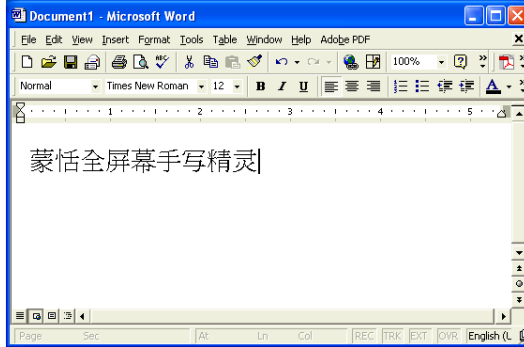 Document1 - Microsoft Word
File Edit View Insert Format Tools Table Window Help Adobe PDF
100%
Normal Times New Roman 12 B I U A
1 2 3 4 5
蒙恬全屏幕手写精灵
Page Sec At Ln Col REC TRK EXT OVR English (U